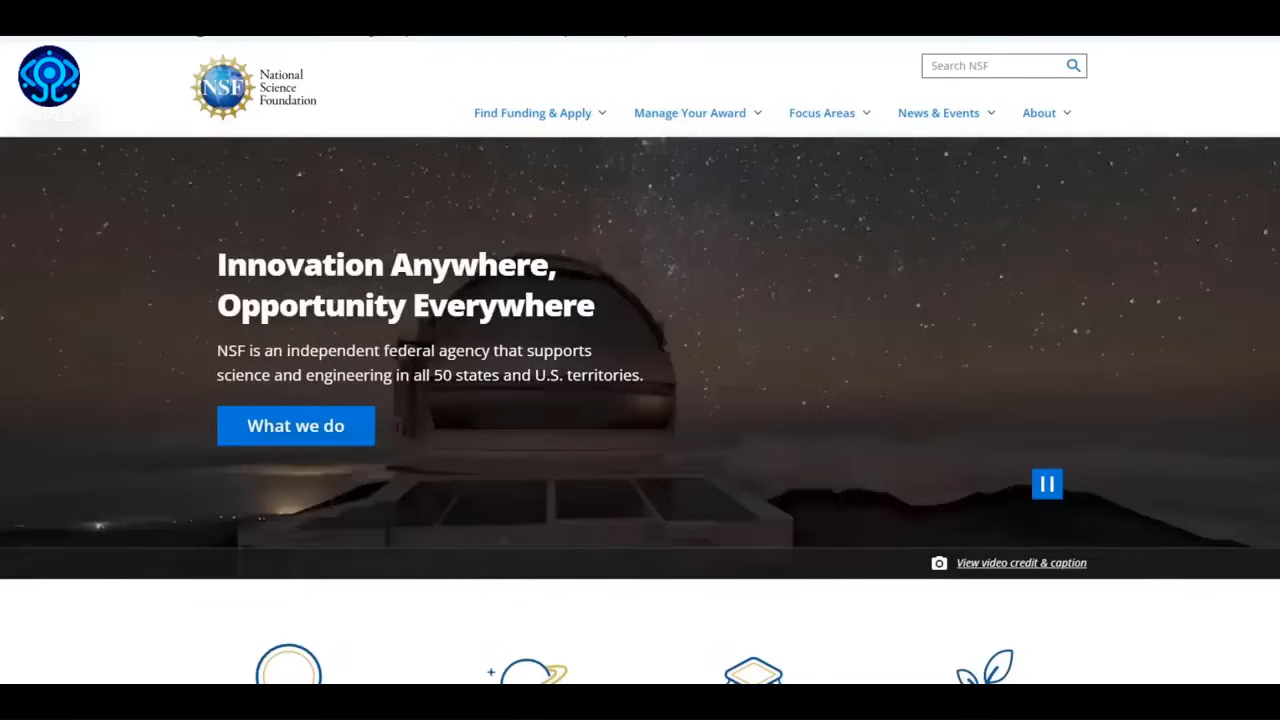 National
Science
Foundation
NSF
Search NSF
Find Funding & Apply
Manage Your Award
Focus Areas
News & Events
About
Innovation Anywhere,
Opportunity Everywhere
NSF is an independent federal agency that supports
science and engineering in all 50 states and U.S. territories.
What we do
View video credit & caption